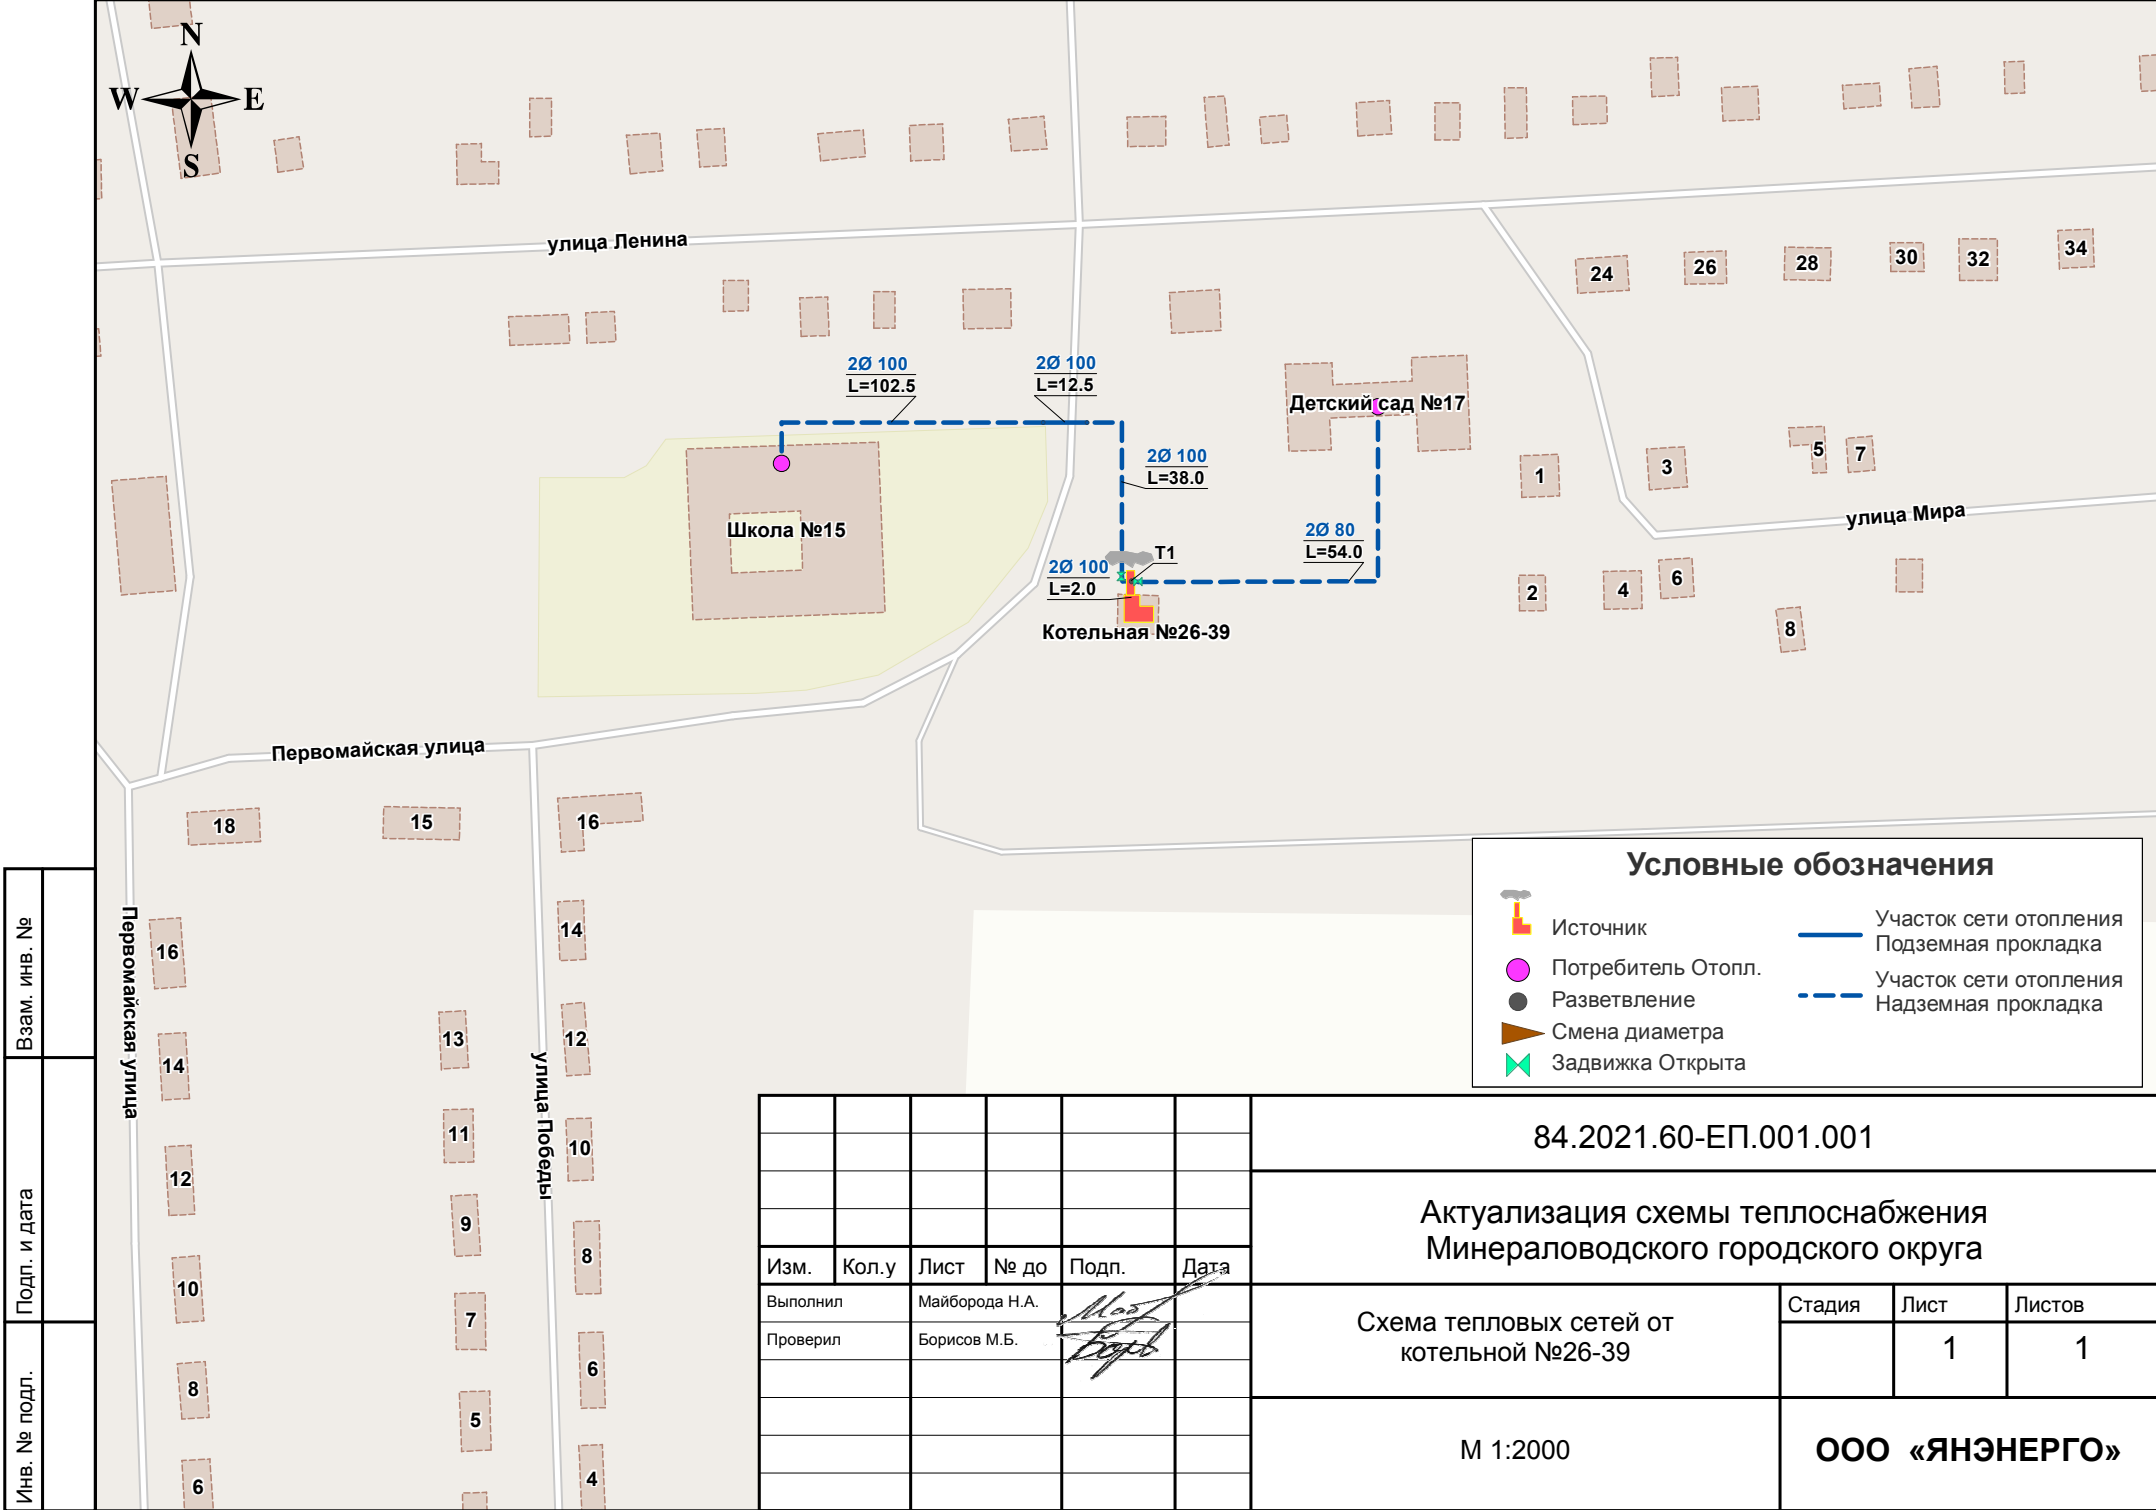 N
W
E
S
улица Ленина
24
26
28
30
32
34
2Ø 100
L=102.5
2Ø 100
L=12.5
Детский сад №17
2Ø 100
L=38.0
1
3
5
7
улица Мира
Школа №15
2Ø 80
L=54.0
T1
2Ø 100
L=2.0
2
4
6
8
Котельная №26-39
Первомайская улица
18
15
16
Условные обозначения
Источник
Потребитель Отопл.
Разветвление
Смена диаметра
Задвижка Открыта
Участок сети отопления
Подземная прокладка
Участок сети отопления
Надземная прокладка
Первомайская улица
16
14
12
10
8
6
13
11
9
7
5
улица Победы
14
12
10
8
6
4
Взам. инв. №
Подп. и дата
Инв. № подл.
84.2021.60-ЕП.001.001
Актуализация схемы теплоснабжения
Минераловодского городского округа
Изм.
Кол.у
Лист
№ до
Подп.
Дата
Выполнил
Майборода Н.А.
Проверил
Борисов М.Б.
Схема тепловых сетей от
котельной №26-39
Стадия
Лист
Листов
1
1
М 1:2000
ООО «ЯНЭНЕРГО»